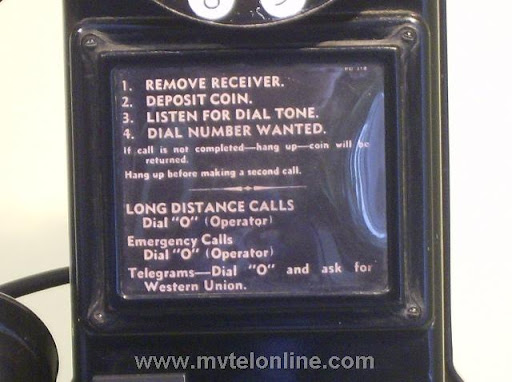 1. REMOVE RECEIVER.
2. DEPOSIT COIN.
3. LISTEN FOR DIAL TONE.
4. DIAL NUMBER WANTED.
If call is not completed—hang up—coin will be
returned.
Hang up before making a second call.
LONG DISTANCE CALLS
Dial "O" (Operator)
Emergency Calls
Dial "O" (Operator)
Telegrams—Dial "O" and ask for
Western Union.
www.mvtelonline.com